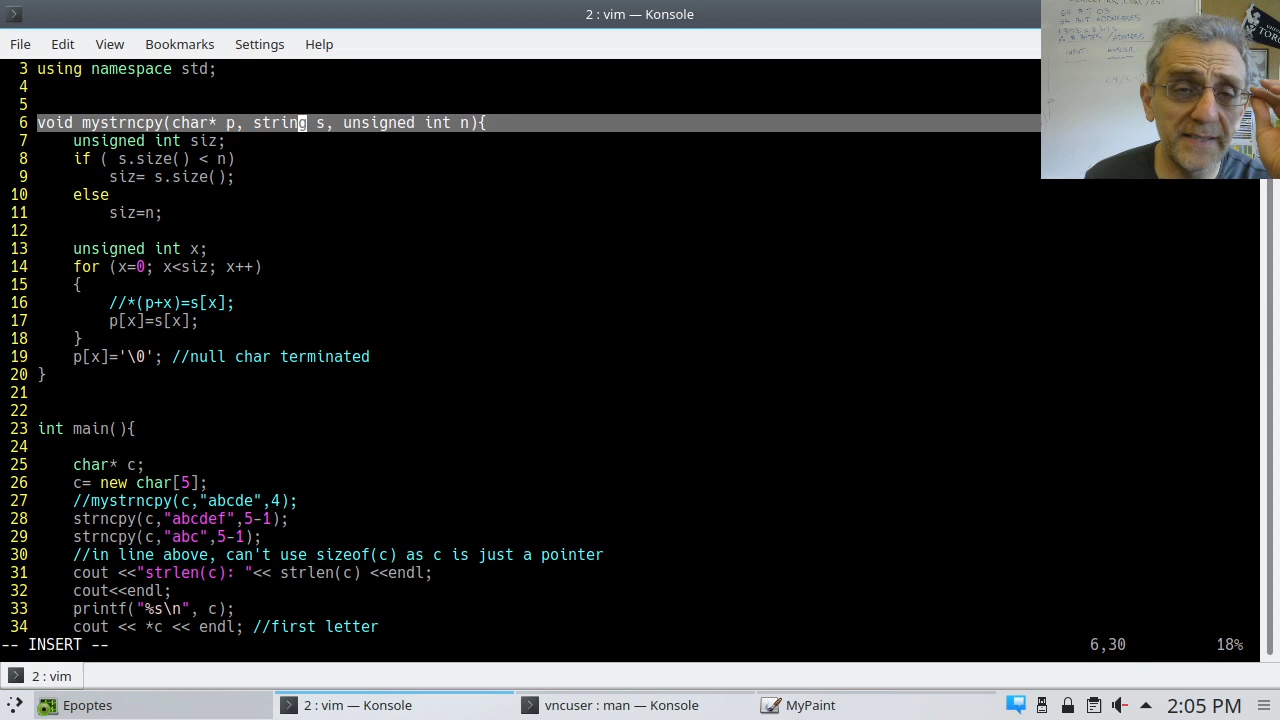 2 : vim — Konsole
File Edit View Bookmarks Settings Help
3 using namespace std;
4
5
6 void mystrncpy(char* p, string s, unsigned int n){
7 unsigned int siz;
8 if ( s.size() < n)
9 siz= s.size();
10 else
11 siz=n;
12
13 unsigned int x;
14 for (x=0; x<siz; x++)
15 {
16 //*(p+x)=s[x];
17 p[x]=s[x];
18 }
19 p[x]='\0'; //null char terminated
20 }
21
22
23 int main(){
24
25 char* c;
26 c= new char[5];
27 //mystrncpy(c,"abcde",4);
28 strncpy(c,"abcdef",5-1);
29 strncpy(c,"abc",5-1);
30 //in line above, can't use sizeof(c) as c is just a pointer
31 cout <<"strlen(c): "<< strlen(c) <<endl;
32 cout<<endl;
33 printf("%s\n", c);
34 cout << *c << endl; //first letter
-- INSERT -- 6,30 18%
2 : vim
Epoptes 2 : vim — Konsole vncuser : man — Konsole MyPaint 2:05 PM
64 BIT OS
ANSWER
TORO